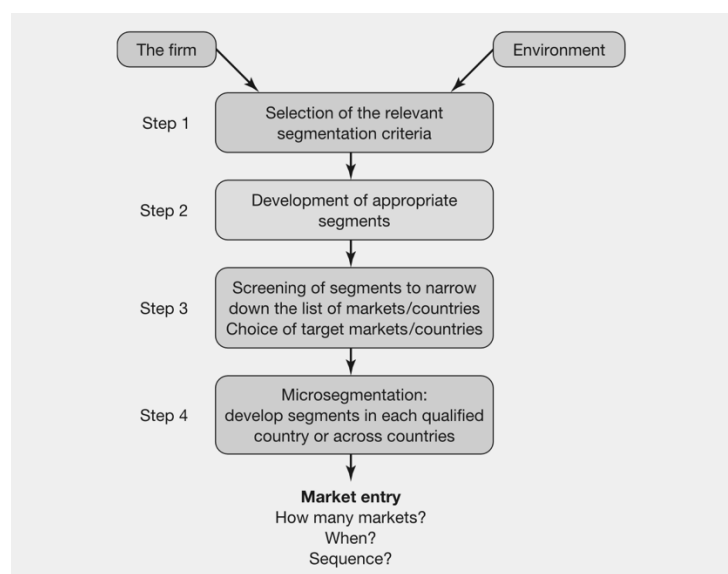 The firm
Environment
Step 1
Selection of the relevant
segmentation criteria
Step 2
Development of appropriate
segments
Step 3
Screening of segments to narrow
down the list of markets/countries
Choice of target markets/countries
Step 4
Microsegmentation:
develop segments in each qualified
country or across countries
Market entry
How many markets?
When?
Sequence?